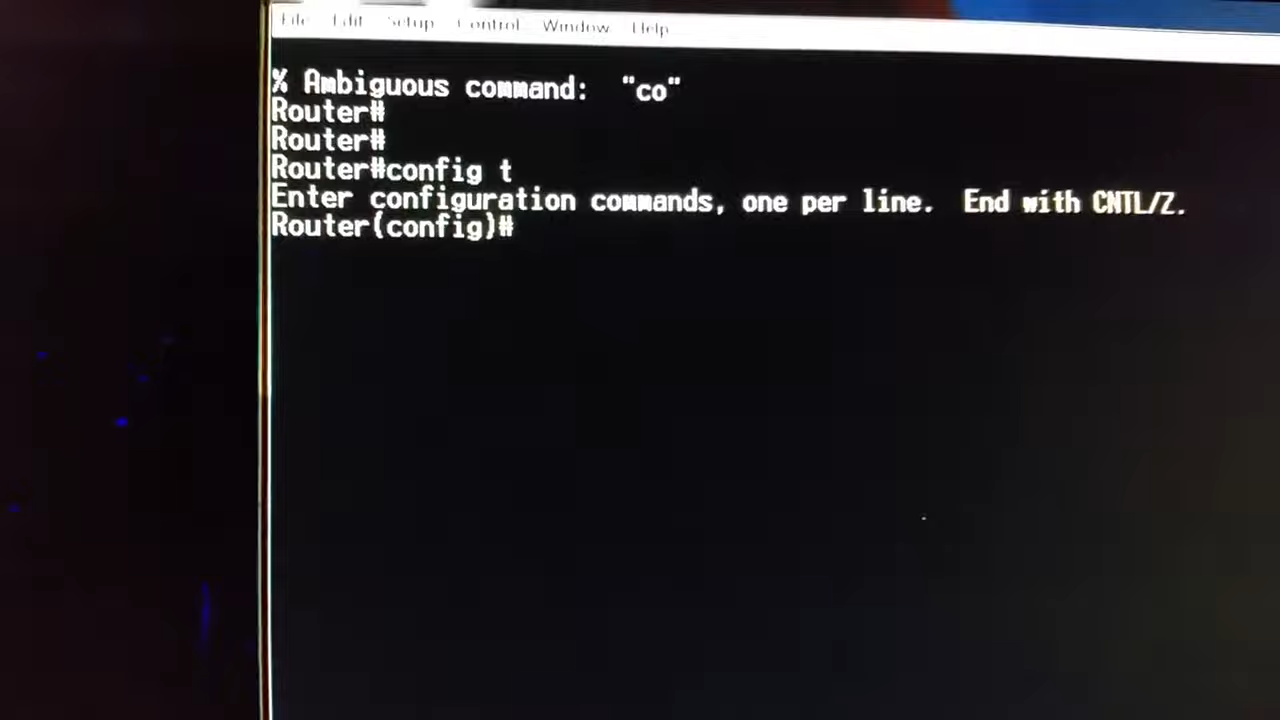 File Edit Setup Control Window Help
% Ambiguous command:  "co"
Router#
Router#
Router#config t
Enter configuration commands, one per line.  End with CNTL/Z.
Router(config)#